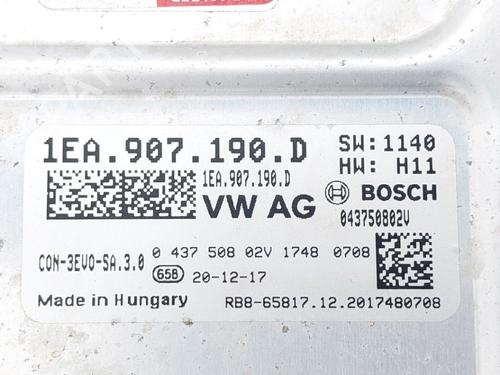 1EA.907.190.D
SW:1140
HW: H11
1EA.907.190.D
VW AG
BOSCH
043750802V
CON-3EVO-SA.3.0
0 437 508 02V 1748 0708
658
20-12-17
Made in Hungary
RB8-65817.12.2017480708